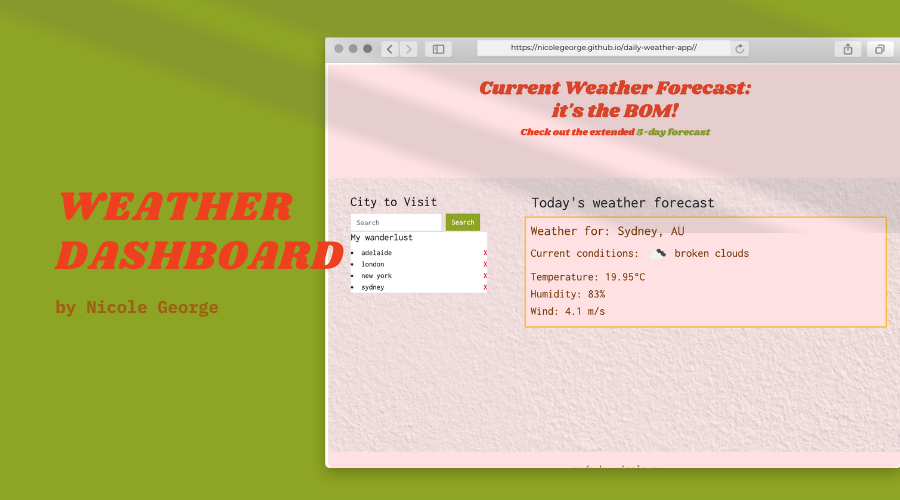 https://nicolegeorge.github.io/daily-weather-app//
Current Weather Forecast:
it's the BOM!
Check out the extended 5-day forecast
WEATHER
DASHBOARD
by Nicole George
City to Visit
Search
Search
My wanderlust
adelaide X
london X
new york X
sydney X
Today's weather forecast
Weather for: Sydney, AU
Current conditions: broken clouds
Temperature: 19.95°C
Humidity: 83%
Wind: 4.1 m/s